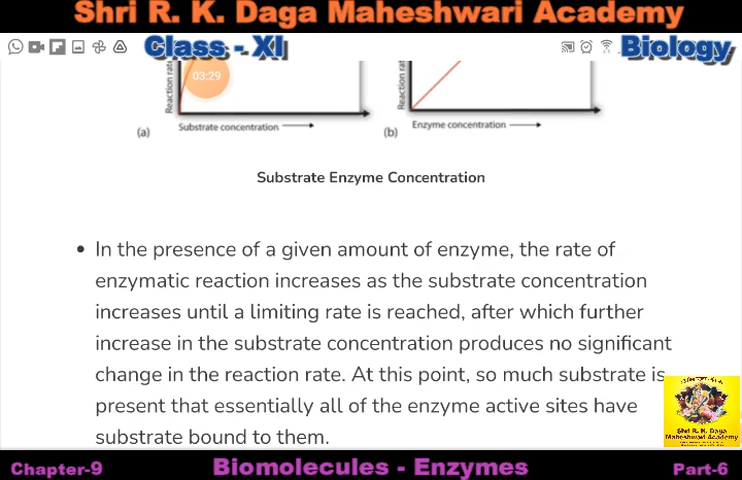 Shri R. K. Daga Maheshwari Academy
Class - XI
Biology
03:29
Reaction rat
Substrate concentration
(a)
Reaction rat
Enzyme concentration
(b)
Substrate Enzyme Concentration
• In the presence of a given amount of enzyme, the rate of
enzymatic reaction increases as the substrate concentration
increases until a limiting rate is reached, after which further
increase in the substrate concentration produces no significant
change in the reaction rate. At this point, so much substrate is
present that essentially all of the enzyme active sites have
substrate bound to them.
Shri R. K. Daga
Maheshwari Academy
Chapter-9
Biomolecules - Enzymes
Part-6